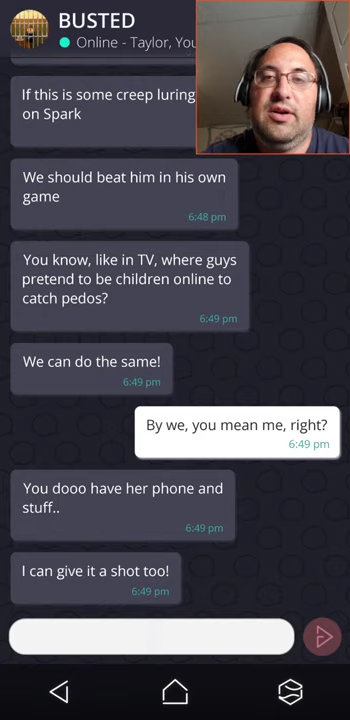 BUSTED
Online - Taylor, You
If this is some creep luring
on Spark
We should beat him in his own
game
6:48 pm
You know, like in TV, where guys
pretend to be children online to
catch pedos?
6:49 pm
We can do the same!
6:49 pm
By we, you mean me, right?
6:49 pm
You dooo have her phone and
stuff..
6:49 pm
I can give it a shot too!
6:49 pm